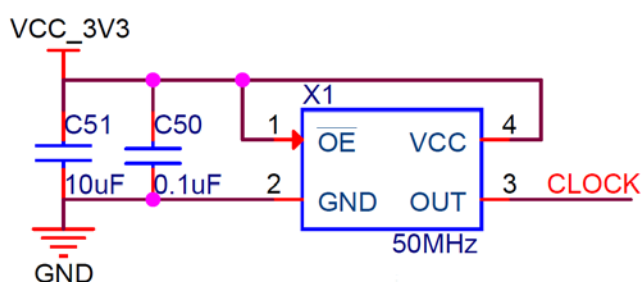 VCC_3V3
X1
C51
C50
1
OE
VCC
4
10uF
0.1uF
2
GND
OUT
3
CLOCK
50MHz
GND